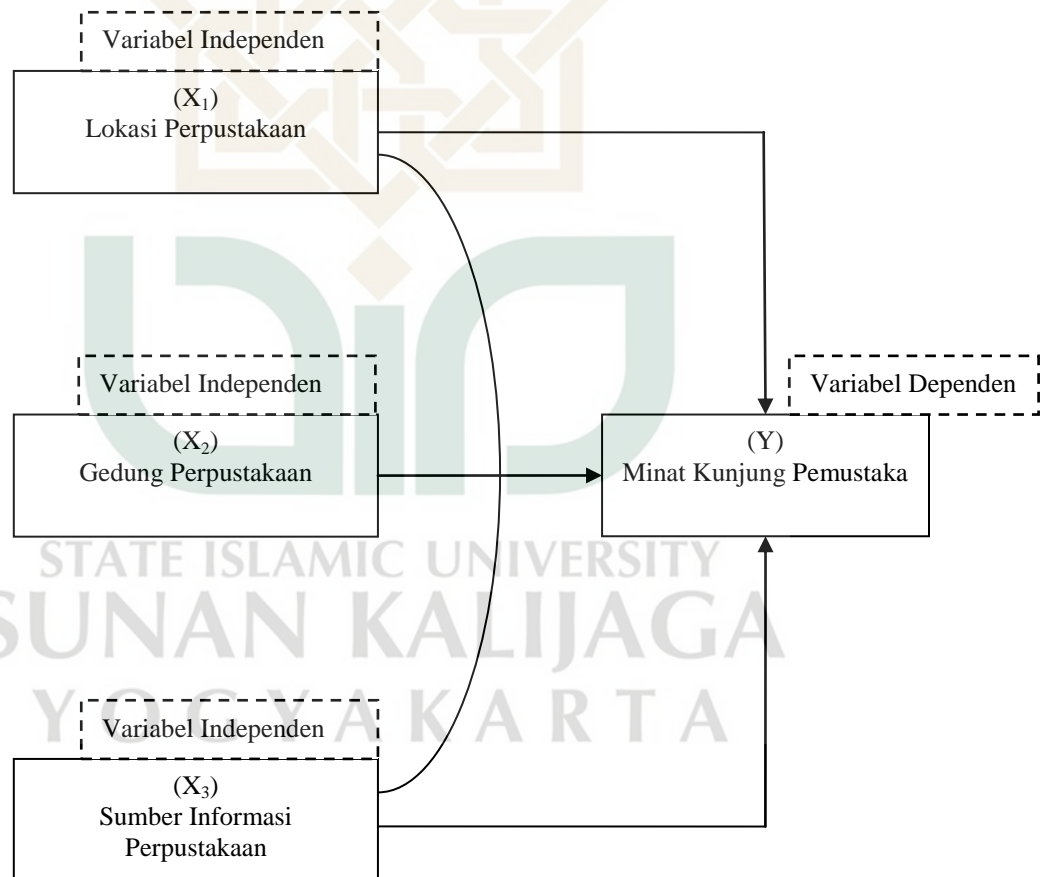 Variabel Independen
(X₁)
Lokasi Perpustakaan
Variabel Independen
(X₂)
Gedung Perpustakaan
Variabel Dependen
(Y)
Minat Kunjung Pemustaka
STATE ISLAMIC UNIVERSITY
SUNAN KALIJAGA
YOGYAKARTA
Variabel Independen
(X₃)
Sumber Informasi
Perpustakaan